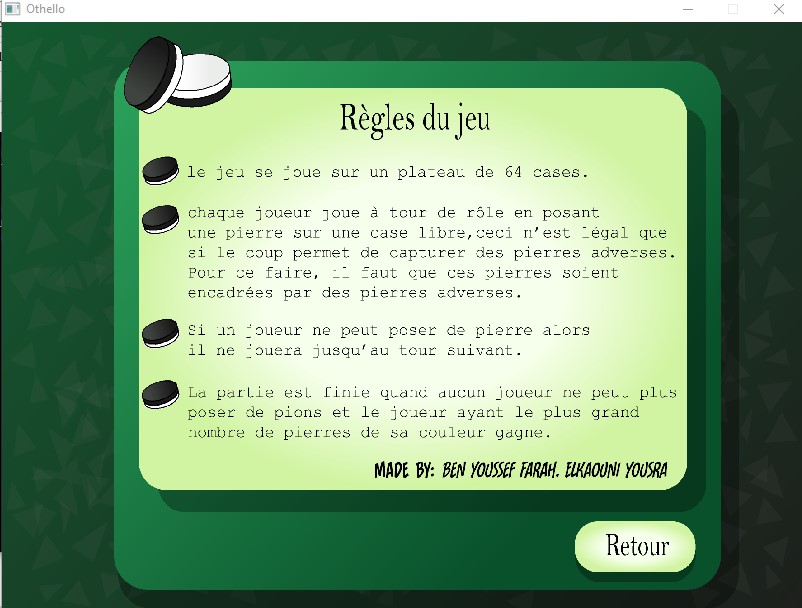 Othello
Règles du jeu
le jeu se joue sur un plateau de 64 cases.
chaque joueur joue à tour de rôle en posant
une pierre sur une case libre,ceci n'est légal que
si le coup permet de capturer des pierres adverses.
Pour ce faire, il faut que ces pierres soient
encadrées par des pierres adverses.
Si un joueur ne peut poser de pierre alors
il ne jouera jusqu'au tour suivant.
La partie est finie quand aucun joueur ne peut plus
poser de pions et le joueur ayant le plus grand
nombre de pierres de sa couleur gagne.
MADE BY: BEN YOUSSEF FARAH. ELKAOUNI YOUSRA
Retour